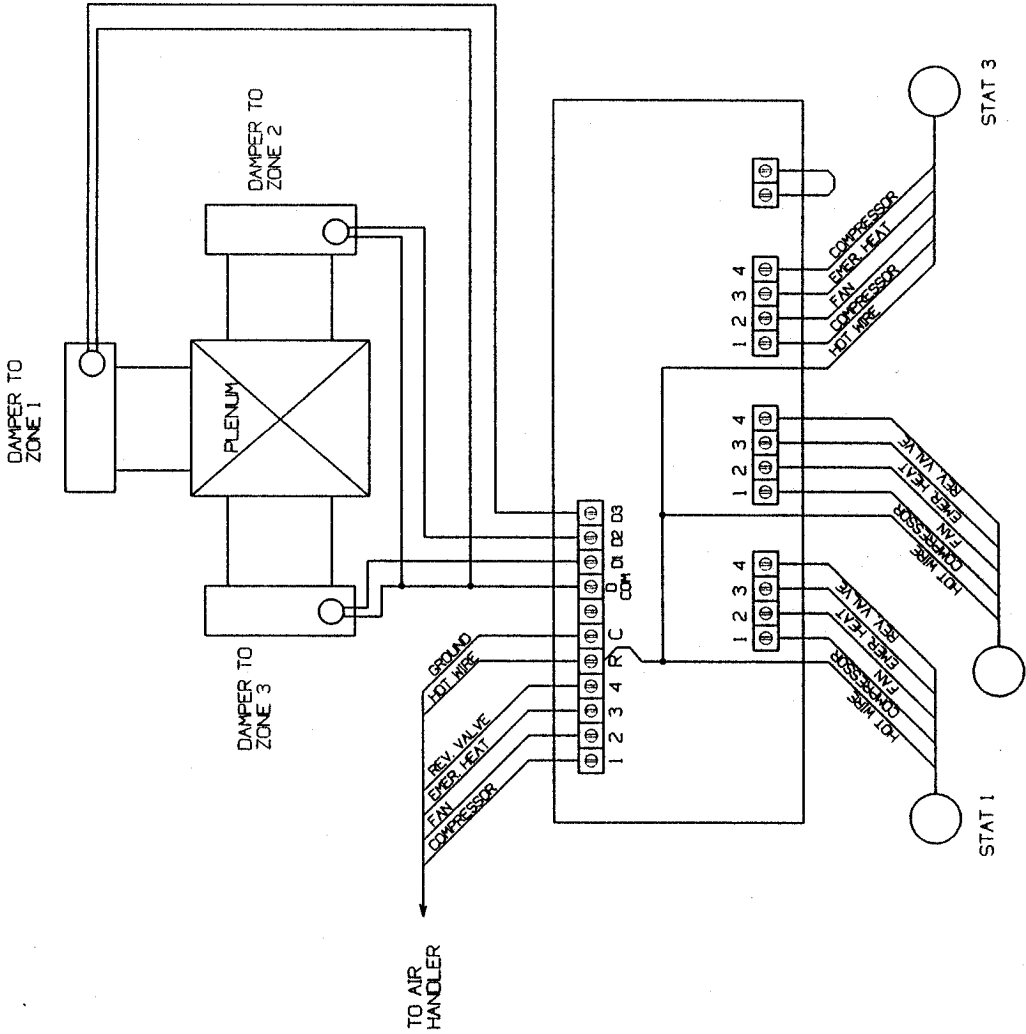 DAMPER TO
ZONE 1
DAMPER TO
ZONE 2
PLENUM
DAMPER TO
ZONE 3
TO AIR
HANDLER
COMPRESSOR
FAN
EMER. HEAT
REV. VALVE
HOT WIRE
GROUND
1 2 3 4 R C D COM D1 D2 D3
1 2 3 4
1 2 3 4
1 2 3 4
HOT WIRE
COMPRESSOR
FAN
EMER HEAT
REV. VALVE
HOT WIRE
COMPRESSOR
FAN
EMER HEAT
REV. VALVE
HOT WIRE
COMPRESSOR
FAN
EMER. HEAT
COMPRESSOR
STAT 1
STAT 3